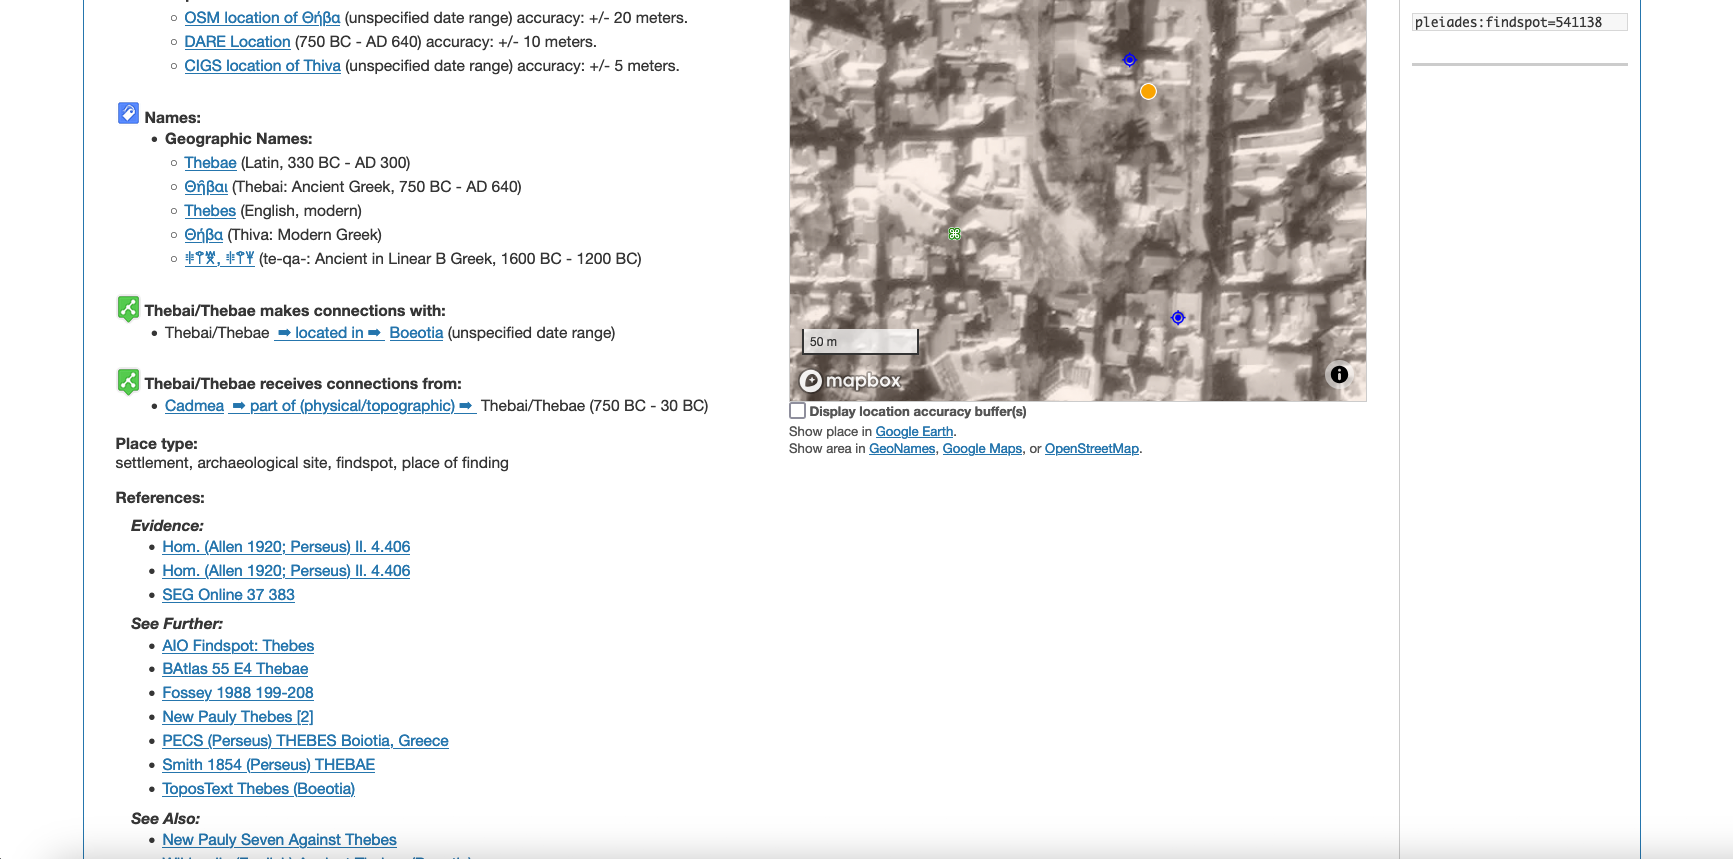 OSM location of Θήβα (unspecified date range) accuracy: +/- 20 meters.
DARE Location (750 BC - AD 640) accuracy: +/- 10 meters.
CIGS location of Thiva (unspecified date range) accuracy: +/- 5 meters.
Names:
Geographic Names:
Thebae (Latin, 330 BC - AD 300)
Θῆβαι (Thebai: Ancient Greek, 750 BC - AD 640)
Thebes (English, modern)
Θήβα (Thiva: Modern Greek)
(te-qa-: Ancient in Linear B Greek, 1600 BC - 1200 BC)
Thebai/Thebae makes connections with:
Thebai/Thebae ➡ located in ➡ Boeotia (unspecified date range)
Thebai/Thebae receives connections from:
Cadmea ➡ part of (physical/topographic) ➡ Thebai/Thebae (750 BC - 30 BC)
Place type:
settlement, archaeological site, findspot, place of finding
References:
Evidence:
Hom. (Allen 1920; Perseus) Il. 4.406
Hom. (Allen 1920; Perseus) Il. 4.406
SEG Online 37 383
See Further:
AIO Findspot: Thebes
BAtlas 55 E4 Thebae
Fossey 1988 199-208
New Pauly Thebes [2]
PECS (Perseus) THEBES Boiotia, Greece
Smith 1854 (Perseus) THEBAE
ToposText Thebes (Boeotia)
See Also:
New Pauly Seven Against Thebes
50 m
mapbox
Display location accuracy buffer(s)
Show place in Google Earth.
Show area in GeoNames, Google Maps, or OpenStreetMap.
pleiades:findspot=541138